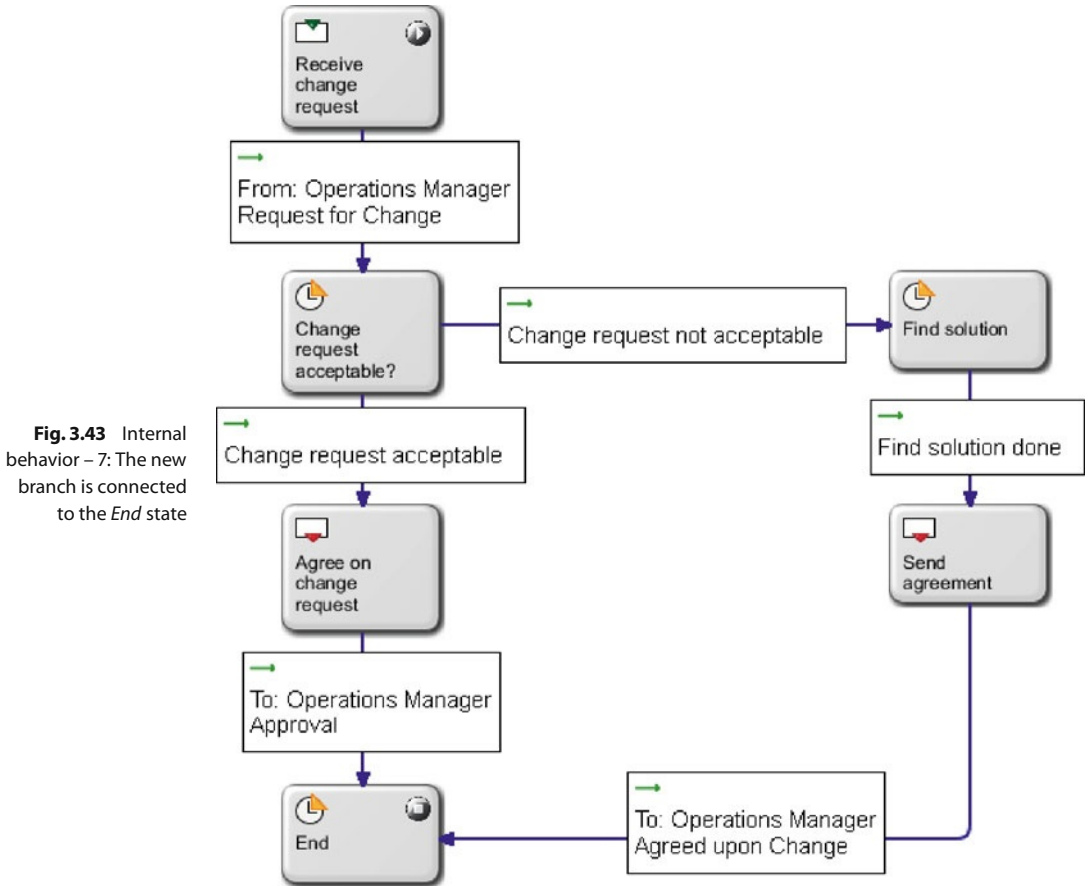 Receive
change
request
From: Operations Manager
Request for Change
Change
request
acceptable?
Change request not acceptable
Find solution
Change request acceptable
Find solution done
Fig. 3.43 Internal
behavior – 7: The new
branch is connected
to the End state
Agree on
change
request
Send
agreement
To: Operations Manager
Approval
End
To: Operations Manager
Agreed upon Change